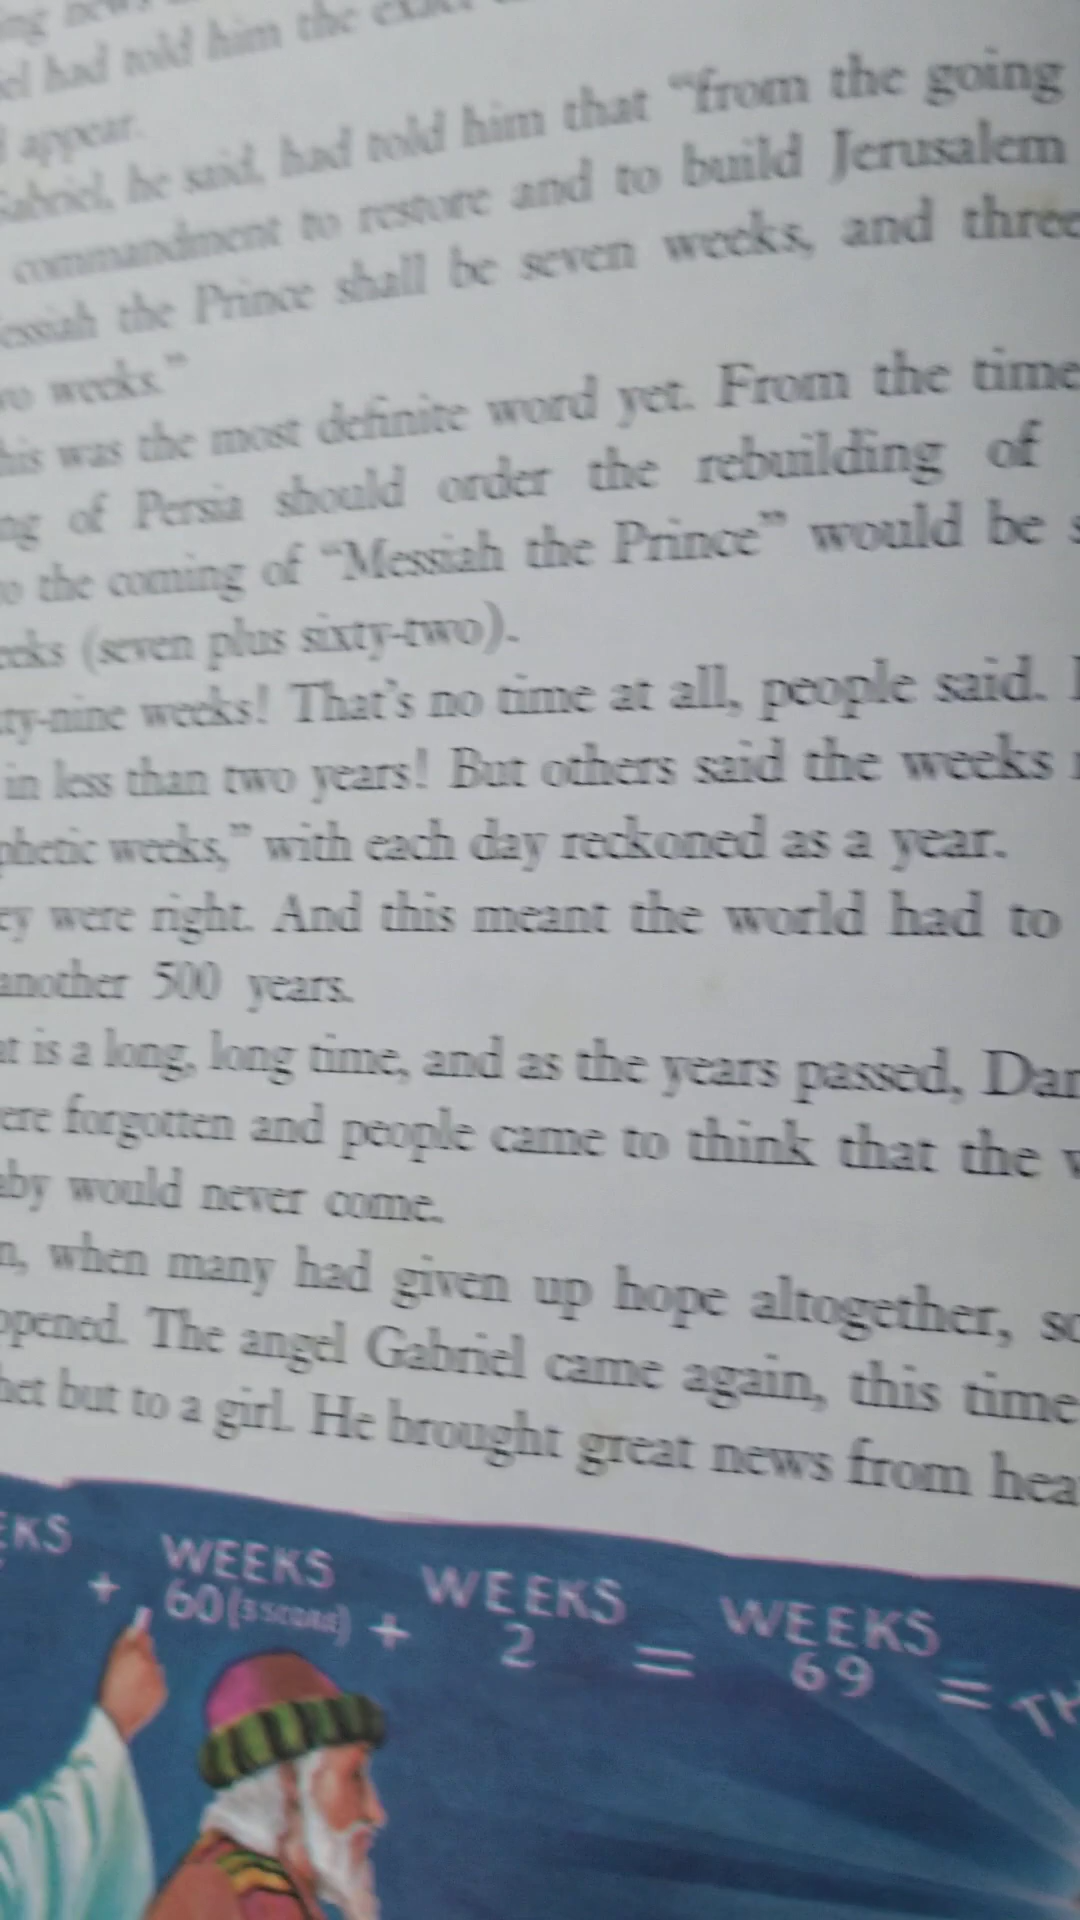 had told him the exact
appear.
Gabriel, he said, had told him that "from the going
commandment to restore and to build Jerusalem
essiah the Prince shall be seven weeks, and three
wo weeks."
his was the most definite word yet. From the time
ng of Persia should order the rebuilding of
o the coming of "Messiah the Prince" would be s
eeks (seven plus sixty-two).
ty-nine weeks! That's no time at all, people said.
in less than two years! But others said the weeks
phetic weeks," with each day reckoned as a year.
ey were right. And this meant the world had to
another 500 years.
at is a long, long time, and as the years passed, Dan
ere forgotten and people came to think that the w
aby would never come.
n, when many had given up hope altogether, so
ppened. The angel Gabriel came again, this time
het but to a girl. He brought great news from hea
EKS
+ WEEKS 60 (3 SCORE) + WEEKS 2 = WEEKS 69 = TH